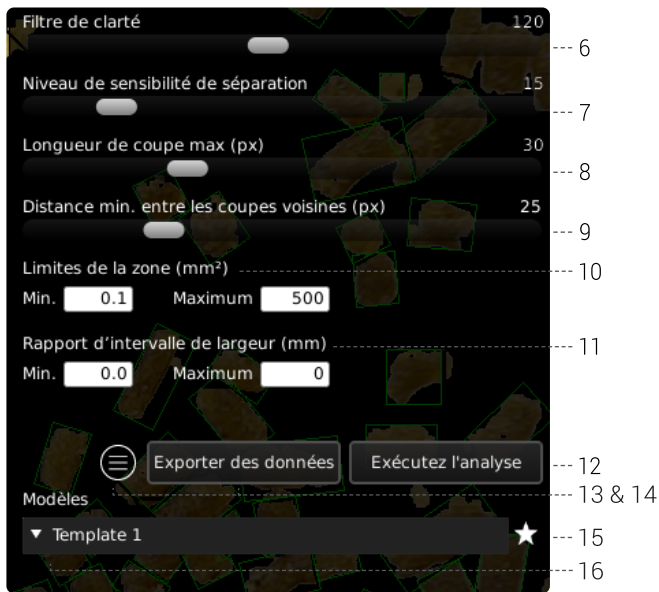 Filtre de clarté 120
6
Niveau de sensibilité de séparation 15
7
Longueur de coupe max (px) 30
8
Distance min. entre les coupes voisines (px) 25
9
Limites de la zone (mm²) 10
Min. 0.1 Maximum 500
Rapport d'intervalle de largeur (mm) 11
Min. 0.0 Maximum 0
Exporter des données Exécutez l'analyse 12
13 & 14
Modèles
Template 1 15
16